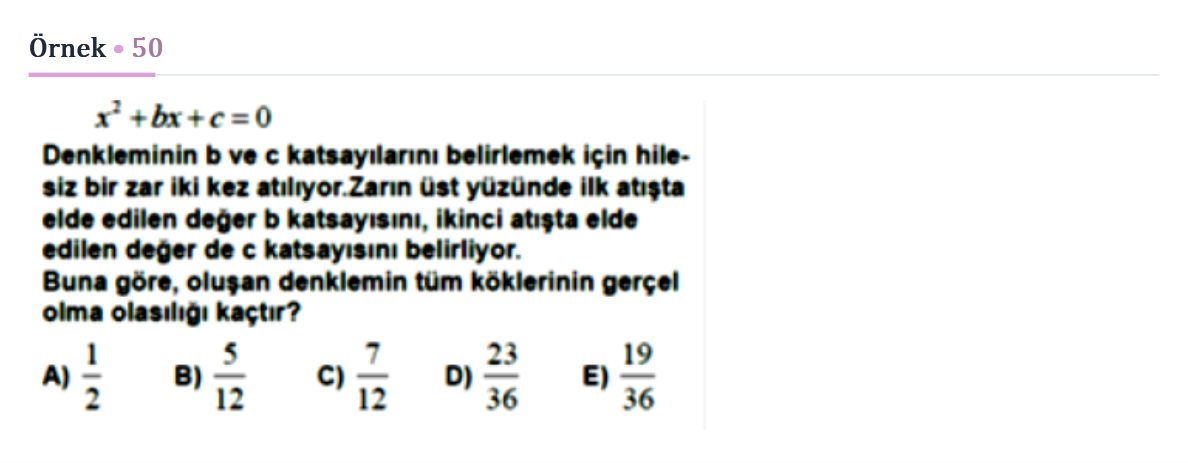 Örnek • 50
x² + bx + c = 0
Denkleminin b ve c katsayılarını belirlemek için hile-
siz bir zar iki kez atılıyor.Zarın üst yüzünde ilk atışta
elde edilen değer b katsayısını, ikinci atışta elde
edilen değer de c katsayısını belirliyor.
Buna göre, oluşan denklemin tüm köklerinin gerçel
olma olasılığı kaçtır?
A) 1/2 B) 5/12 C) 7/12 D) 23/36 E) 19/36